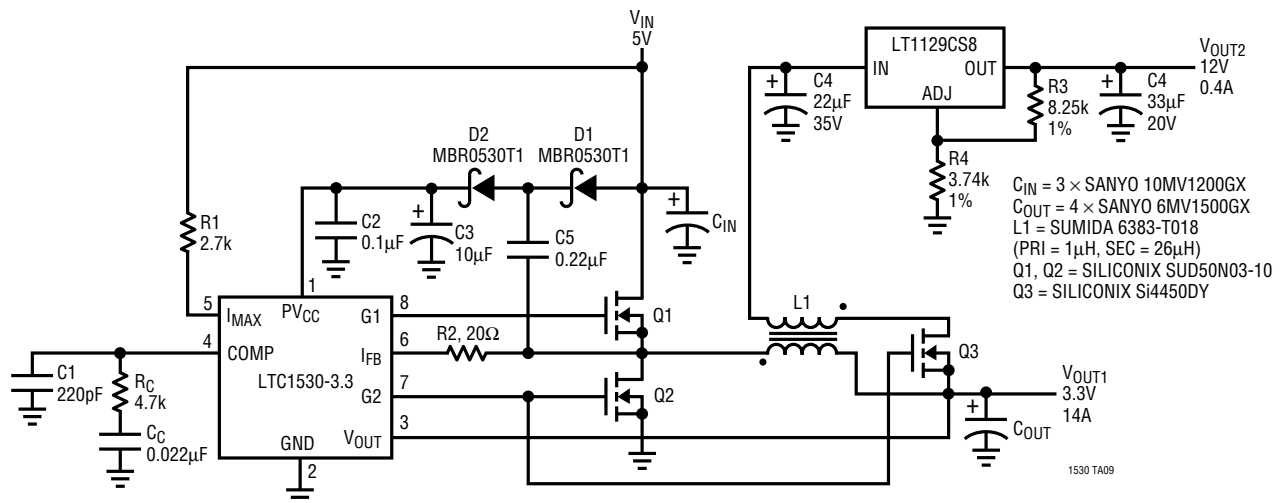 VIN
5V
LT1129CS8
IN
OUT
ADJ
VOUT2
12V
0.4A
+
C4
22µF
35V
R3
8.25k
1%
+
C4
33µF
20V
R4
3.74k
1%
D2
MBR0530T1
D1
MBR0530T1
R1
2.7k
C2
0.1µF
+
C3
10µF
C5
0.22µF
+
CIN
CIN = 3 × SANYO 10MV1200GX
COUT = 4 × SANYO 6MV1500GX
L1 = SUMIDA 6383-T018
(PRI = 1µH, SEC = 26µH)
Q1, Q2 = SILICONIX SUD50N03-10
Q3 = SILICONIX Si4450DY
1
5
IMAX
PVCC
G1
8
Q1
4
COMP
IFB
6
R2, 20Ω
L1
Q3
LTC1530-3.3
G2
7
Q2
C1
220pF
RC
4.7k
CC
0.022µF
GND
2
VOUT
3
VOUT1
3.3V
14A
+
COUT
1530 TA09